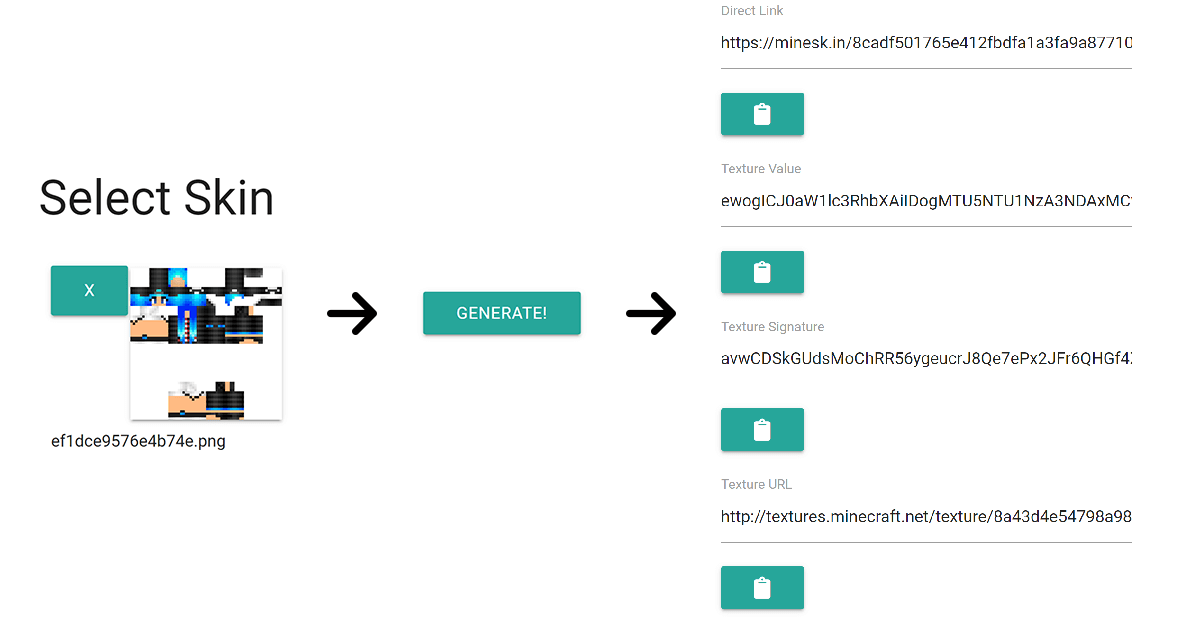 Select Skin
X
ef1dce9576e4b74e.png
GENERATE!
Direct Link
https://minesk.in/8cadf501765e412fbdfa1a3fa9a87710
Texture Value
ewogICJ0aW1lc3RhbXAiIDogMTU5NTU1NzA3NDAxMC
Texture Signature
avwCDSkGUdsMoChRR56ygeucrJ8Qe7ePx2JFr6QHGf4
Texture URL
http://textures.minecraft.net/texture/8a43d4e54798a98